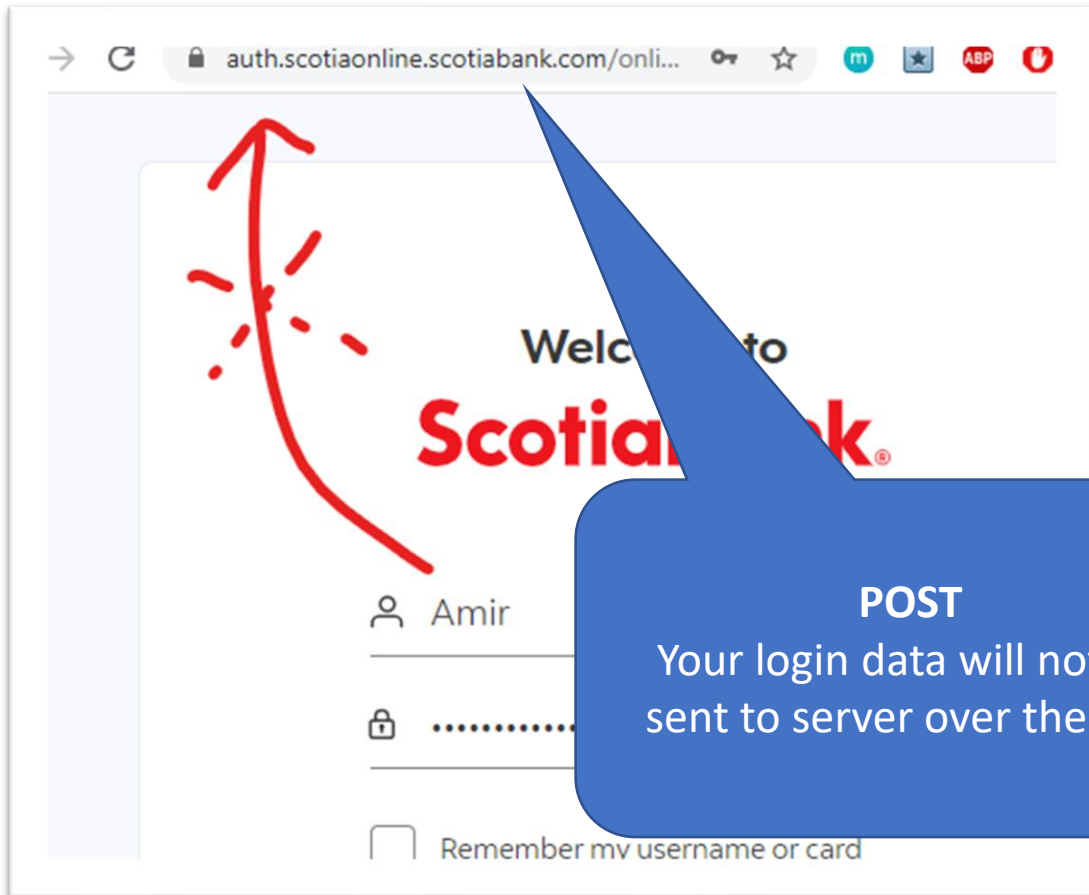 auth.scotiaonline.scotiabank.com/onli...
m
ABP
Welc to
Scotia k®
Amir
POST
Your login data will not
sent to server over the
Remember my username or card